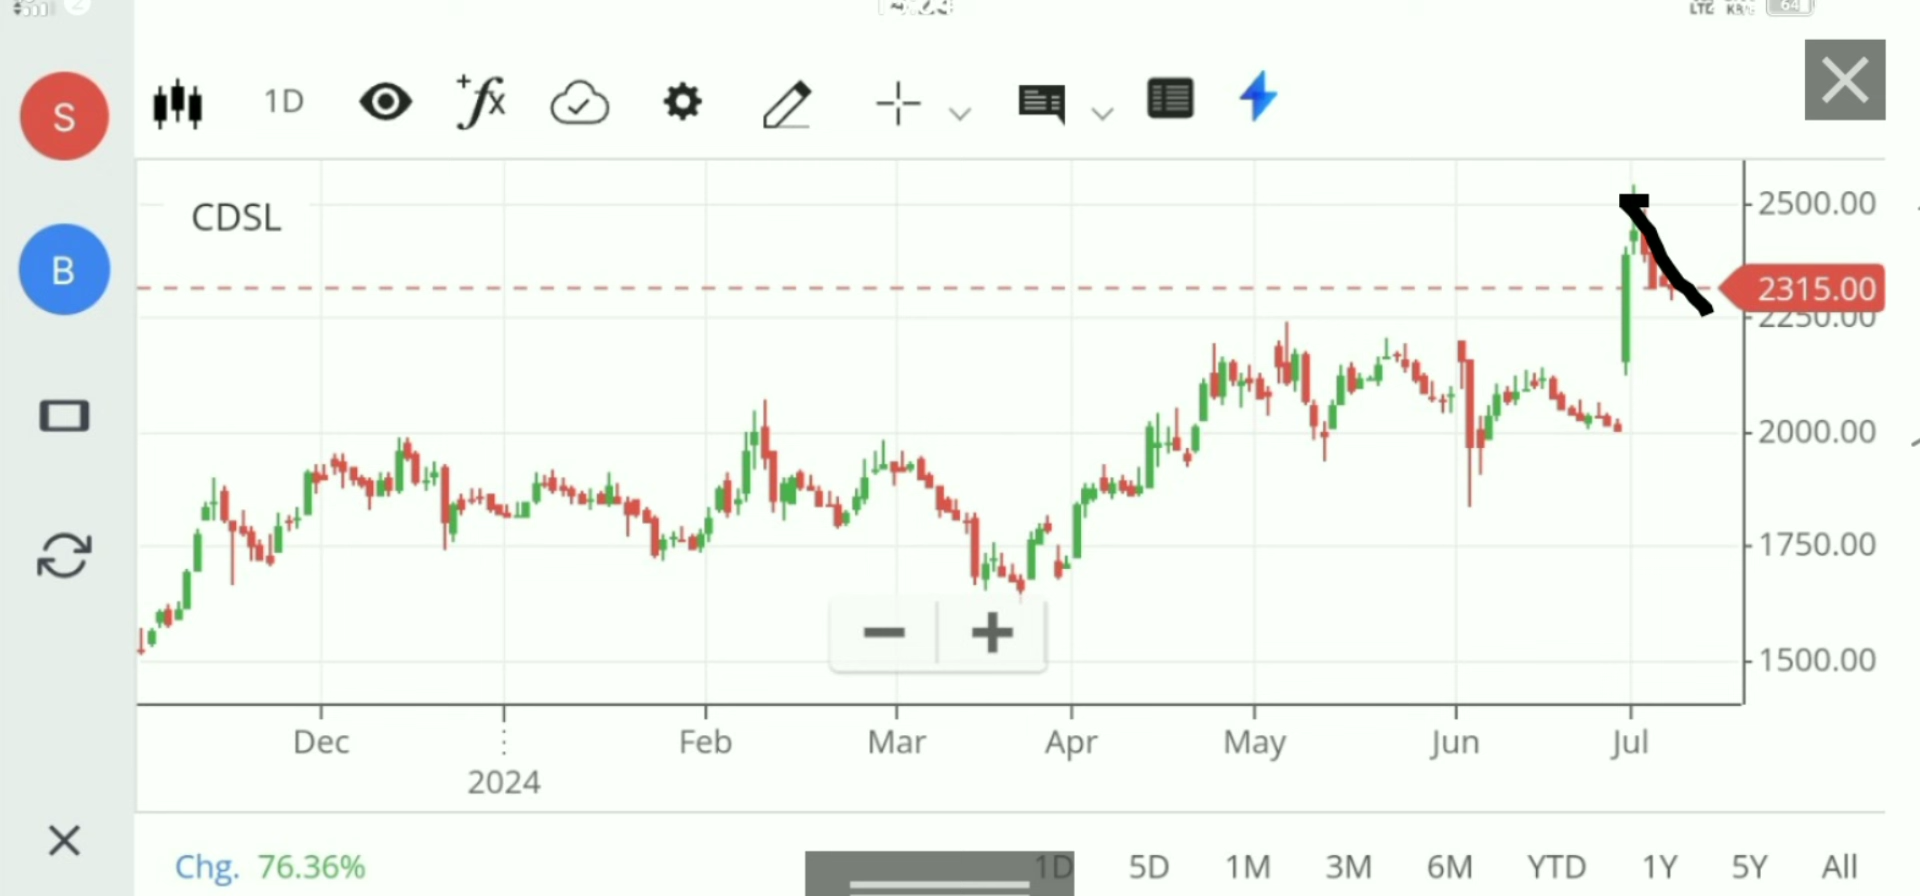 S
1D
CDSL
B
2500.00
2315.00
2250.00
2000.00
1750.00
1500.00
Dec
Feb
Mar
Apr
May
Jun
Jul
2024
Chg. 76.36%
1D 5D 1M 3M 6M YTD 1Y 5Y All